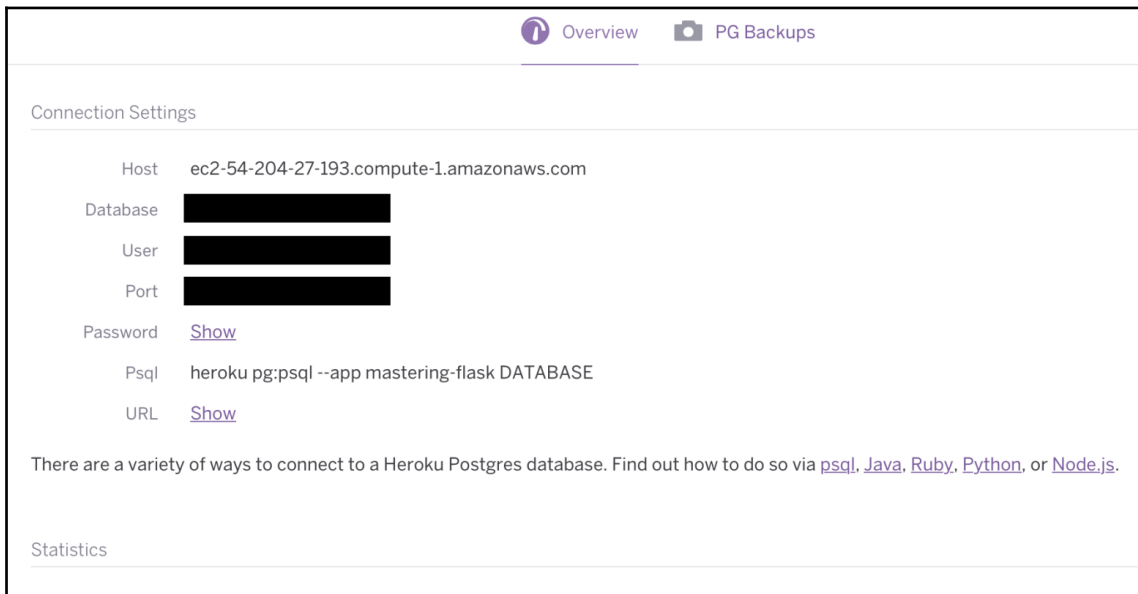 Overview PG Backups
Connection Settings
Host ec2-54-204-27-193.compute-1.amazonaws.com
Database
User
Port
Password Show
Psql heroku pg:psql --app mastering-flask DATABASE
URL Show
There are a variety of ways to connect to a Heroku Postgres database. Find out how to do so via psql, Java, Ruby, Python, or Node.js.
Statistics